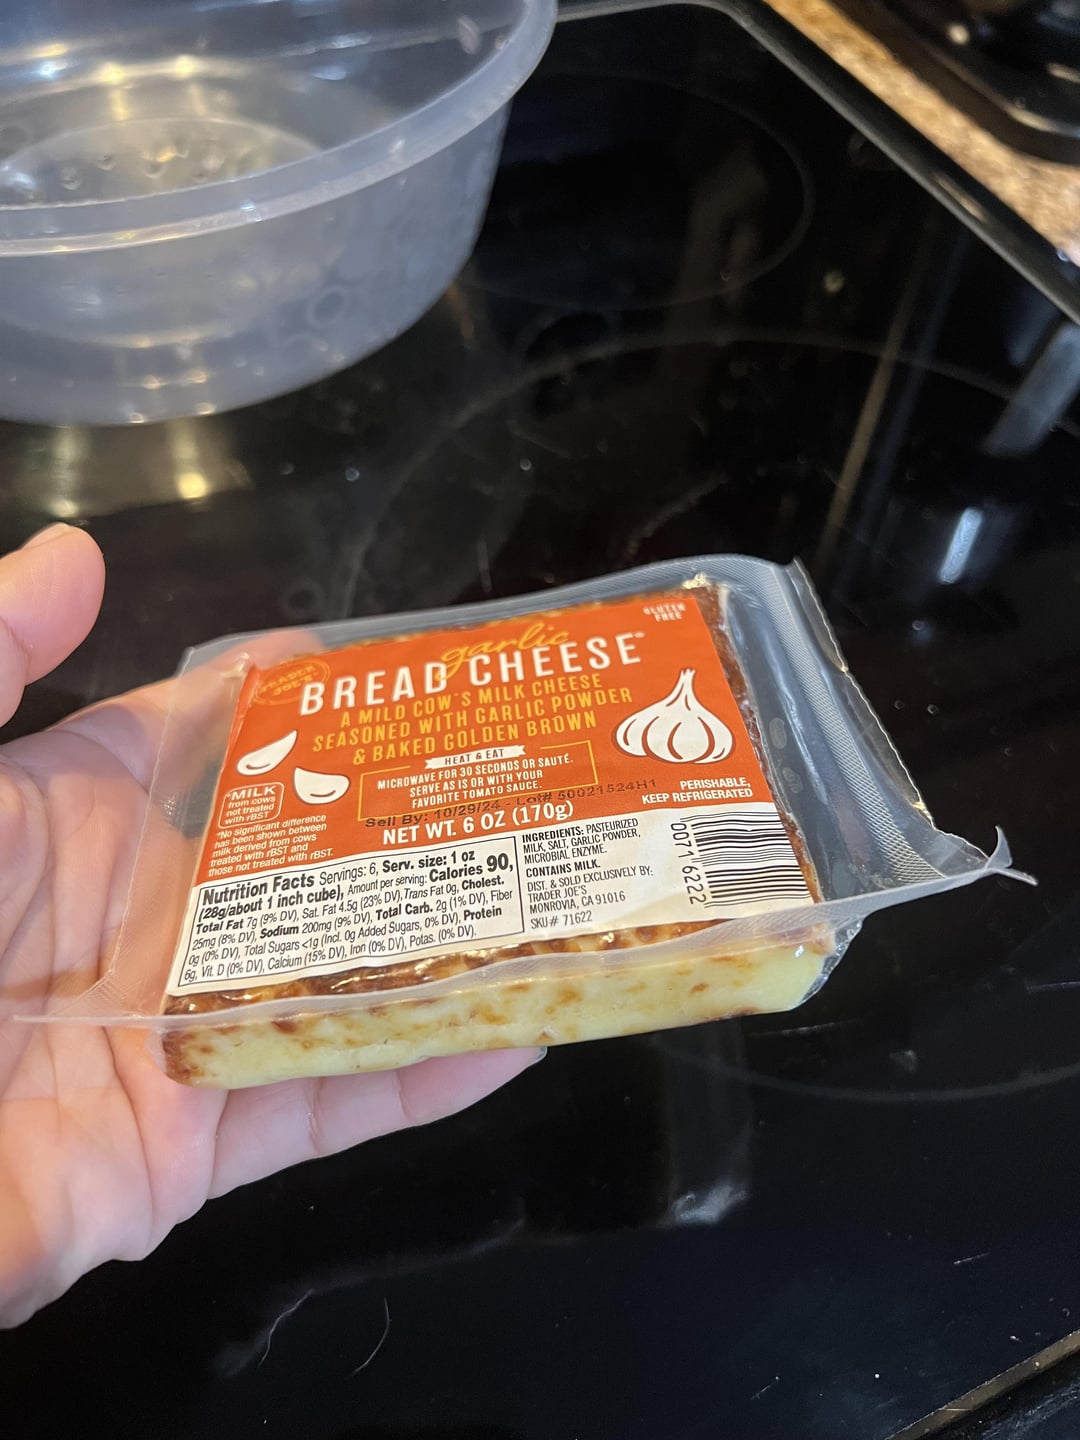 GLUTEN
FREE
TRADER
JOE'S
garlic
BREAD CHEESE™
A MILD COW'S MILK CHEESE
SEASONED WITH GARLIC POWDER
& BAKED GOLDEN BROWN
HEAT & EAT
MICROWAVE FOR 30 SECONDS OR SAUTÉ.
SERVE AS IS OR WITH YOUR
FAVORITE TOMATO SAUCE.
*MILK
from cows
not treated
with rBST
*No significant difference
has been shown between
milk derived from cows
treated with rBST and
those not treated with rBST.
Sell By: 10/29/24 - Lot# 50021524H1
NET WT. 6 OZ (170g)
PERISHABLE,
KEEP REFRIGERATED
Nutrition Facts Servings: 6, Serv. size: 1 oz
(28g/about 1 inch cube), Amount per serving: Calories 90,
Total Fat 7g (9% DV), Sat. Fat 4.5g (23% DV), Trans Fat 0g, Cholest.
25mg (8% DV), Sodium 200mg (9% DV), Total Carb. 2g (1% DV), Fiber
0g (0% DV), Total Sugars <1g (Incl. 0g Added Sugars, 0% DV), Protein
6g, Vit. D (0% DV), Calcium (15% DV), Iron (0% DV), Potas. (0% DV).
INGREDIENTS: PASTEURIZED
MILK, SALT, GARLIC POWDER,
MICROBIAL ENZYME.
CONTAINS MILK.
DIST. & SOLD EXCLUSIVELY BY:
TRADER JOE'S
MONROVIA, CA 91016
SKU# 71622
0071 6222